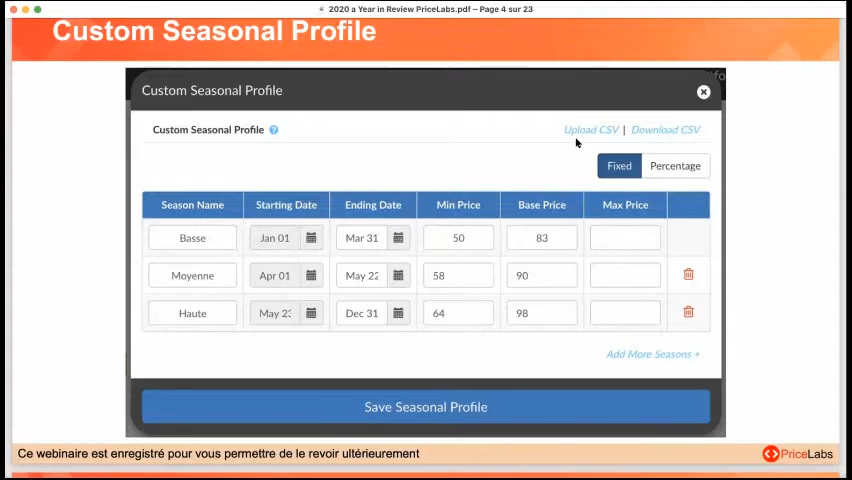 2020 a Year in Review PriceLabs.pdf – Page 4 sur 23
Custom Seasonal Profile
Custom Seasonal Profile
Custom Seasonal Profile ?
Upload CSV | Download CSV
Fixed Percentage
Season Name Starting Date Ending Date Min Price Base Price Max Price
Basse Jan 01 Mar 31 50 83
Moyenne Apr 01 May 22 58 90
Haute May 23 Dec 31 64 98
Add More Seasons +
Save Seasonal Profile
Ce webinaire est enregistré pour vous permettre de le revoir ultérieurement
PriceLabs